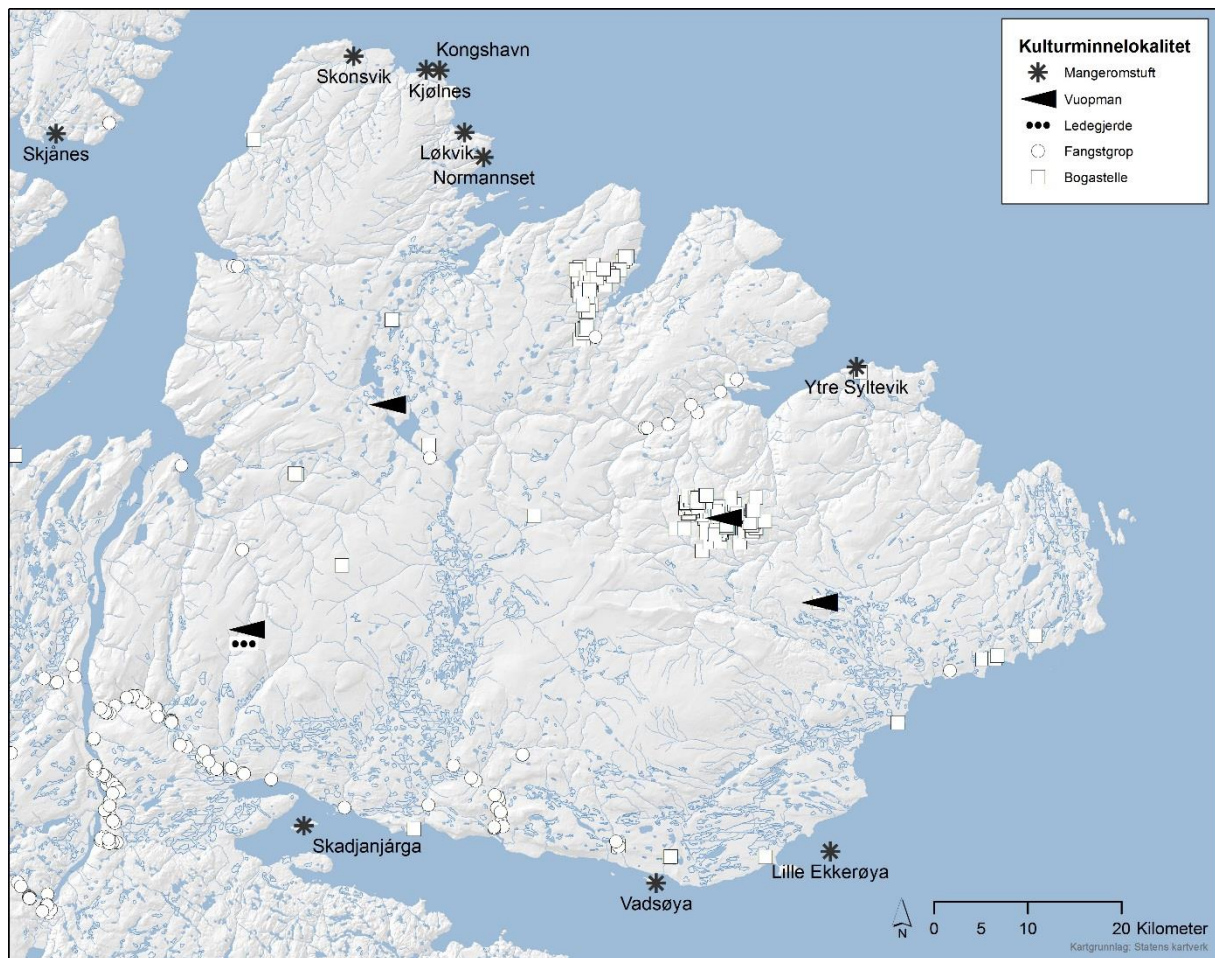 Kulturminnelokalitet
Mangeromstuft
Vuopman
Ledegjerde
Fangstgrop
Bogastelle
Kongshavn
Skonsvik
Kjølnes
Skjånes
Løkvik
Normannset
Ytre Syltevik
Skadjanjárga
Lille Ekkerøya
Vadsøya
N
0 5 10 20 Kilometer
Kartgrunnlag: Statens kartverk